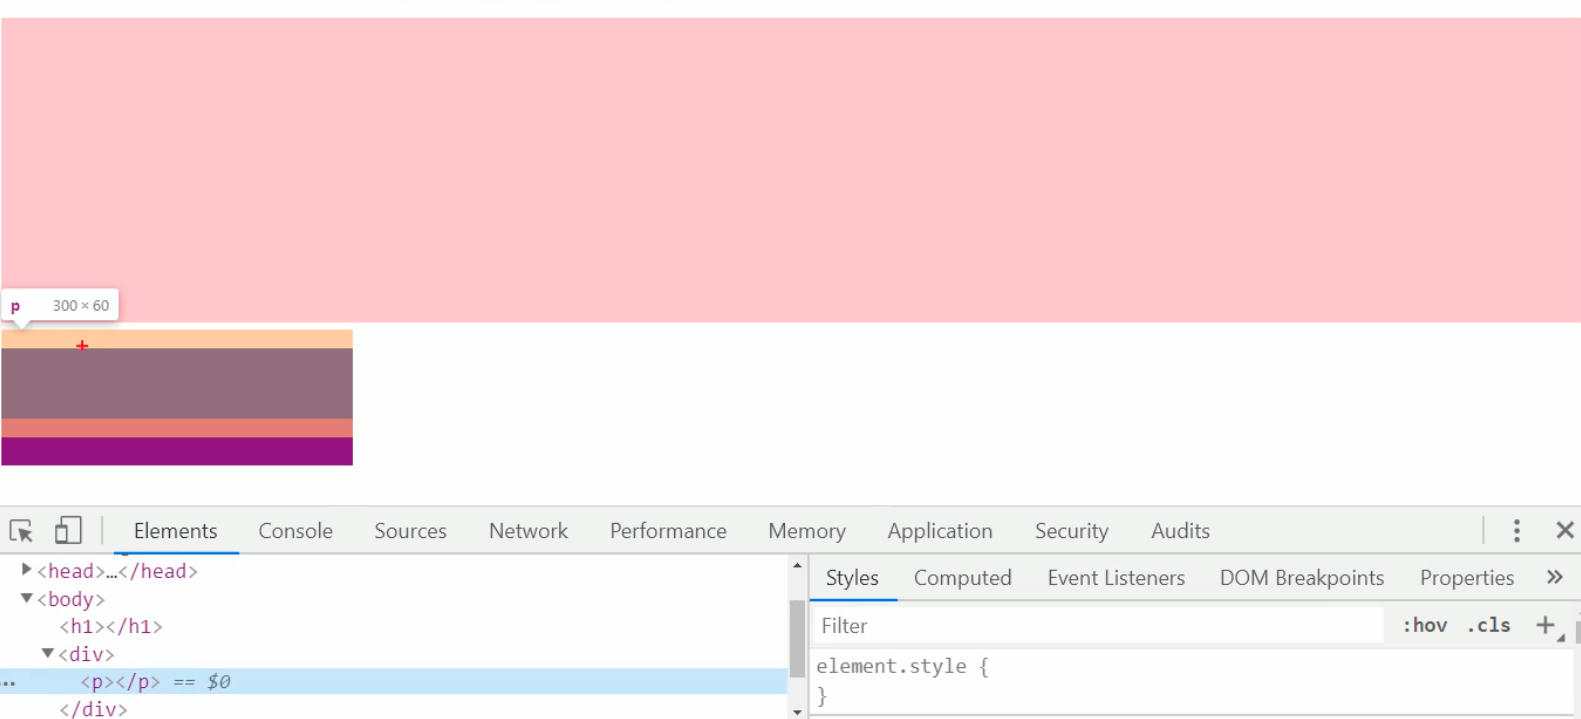 p 300 × 60
Elements Console Sources Network Performance Memory Application Security Audits
<head>…</head>
<body>
<h1></h1>
<div>
... <p></p> == $0
</div>
Styles Computed Event Listeners DOM Breakpoints Properties »
Filter :hov .cls +
element.style {
}